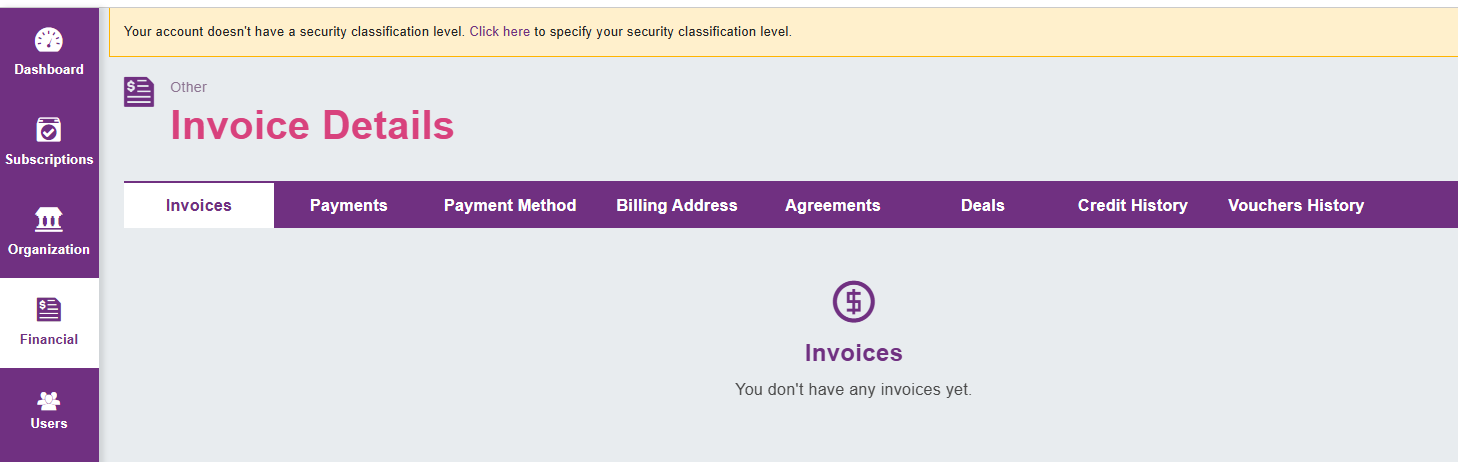 Your account doesn't have a security classification level. Click here to specify your security classification level.
Dashboard
Subscriptions
Organization
Financial
Users
Other
Invoice Details
Invoices Payments Payment Method Billing Address Agreements Deals Credit History Vouchers History
Invoices
You don't have any invoices yet.